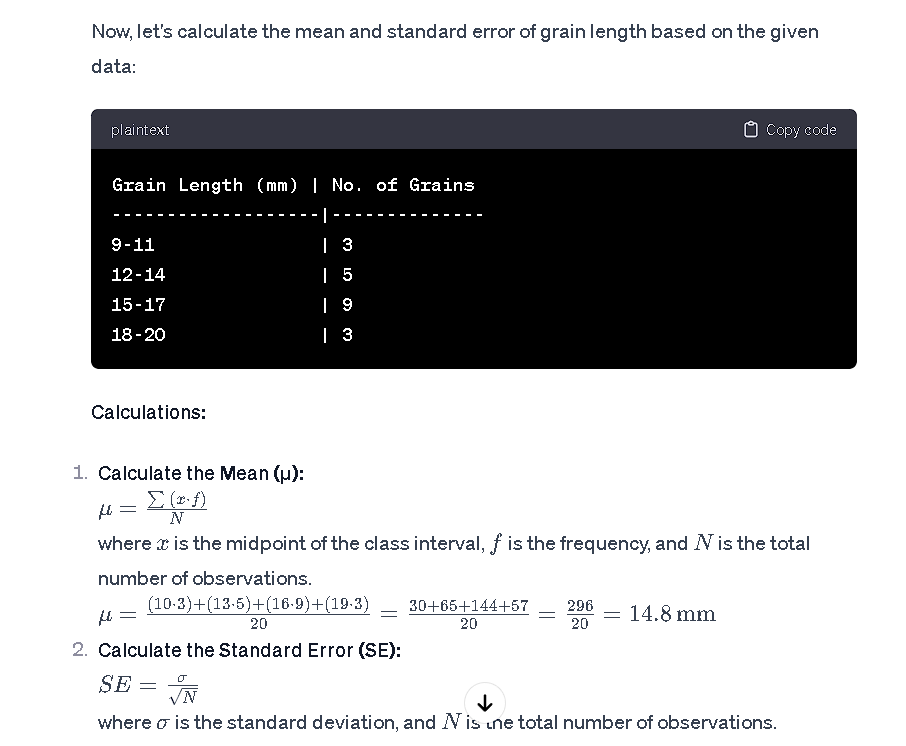 Now, let's calculate the mean and standard error of grain length based on the given
data:
plaintext
Copy code
Grain Length (mm) | No. of Grains
-------------------|--------------
9-11 | 3
12-14 | 5
15-17 | 9
18-20 | 3
Calculations:
1. Calculate the Mean (μ):
μ = ∑(x·f)/N
where x is the midpoint of the class interval, f is the frequency, and N is the total
number of observations.
μ = (10·3)+(13·5)+(16·9)+(19·3)/20 = 30+65+144+57/20 = 296/20 = 14.8 mm
2. Calculate the Standard Error (SE):
SE = σ/√N
where σ is the standard deviation, and N is the total number of observations.